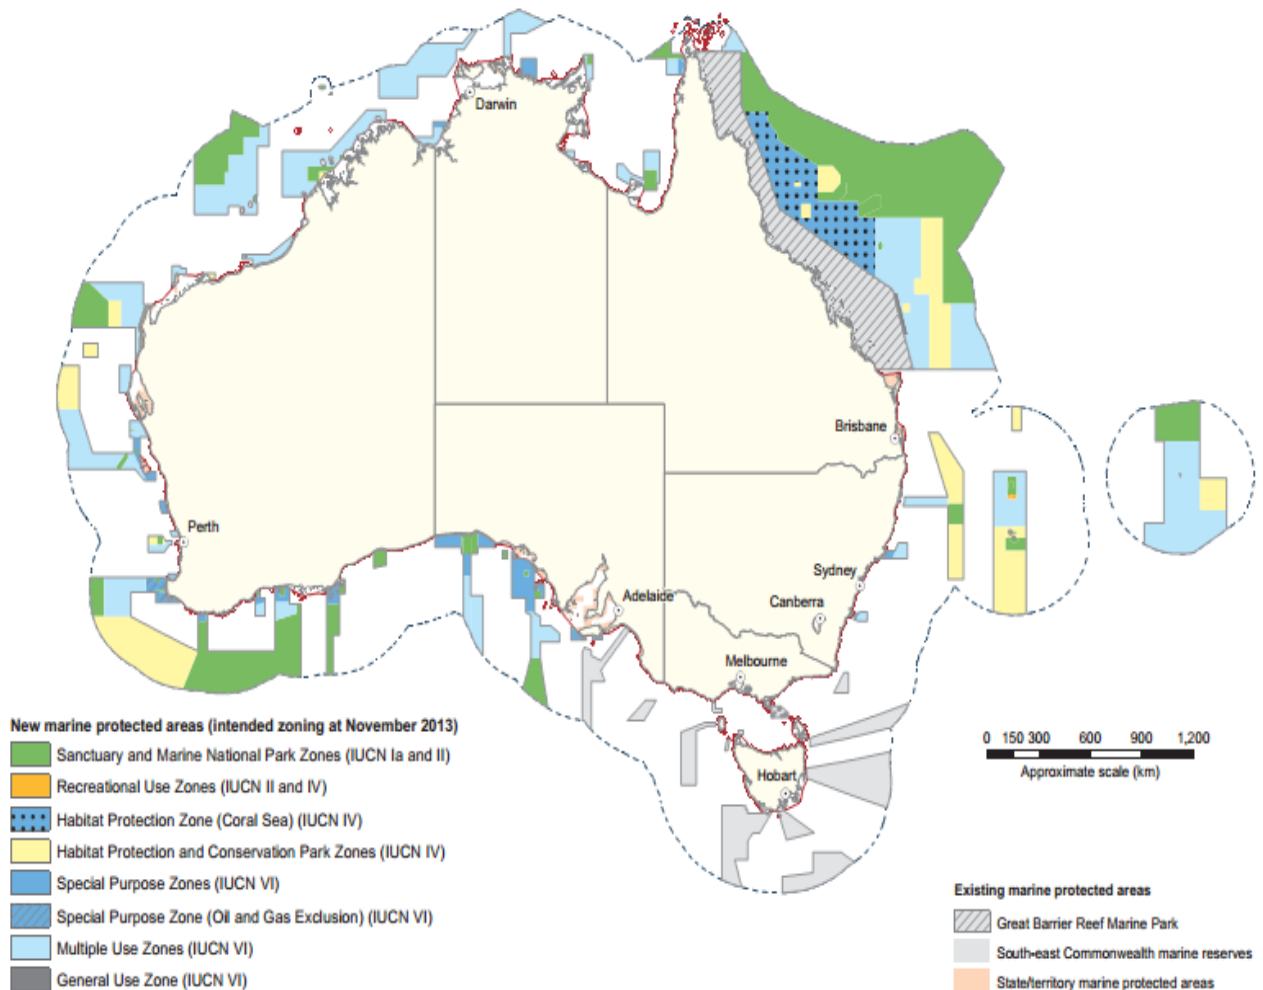 Darwin
Brisbane
Perth
Sydney
Adelaide
Canberra
Melbourne
Hobart
New marine protected areas (intended zoning at November 2013)
Sanctuary and Marine National Park Zones (IUCN Ia and II)
Recreational Use Zones (IUCN II and IV)
Habitat Protection Zone (Coral Sea) (IUCN IV)
Habitat Protection and Conservation Park Zones (IUCN IV)
Special Purpose Zones (IUCN VI)
Special Purpose Zone (Oil and Gas Exclusion) (IUCN VI)
Multiple Use Zones (IUCN VI)
General Use Zone (IUCN VI)
0 150 300 600 900 1,200
Approximate scale (km)
Existing marine protected areas
Great Barrier Reef Marine Park
South-east Commonwealth marine reserves
State/territory marine protected areas